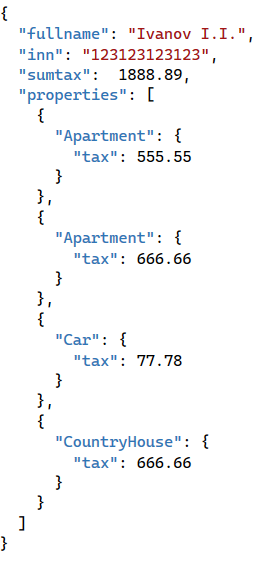 {
  "fullname": "Ivanov I.I.",
  "inn": "123123123123",
  "sumtax":  1888.89,
  "properties": [
    {
      "Apartment": {
        "tax": 555.55
      }
    },
    {
      "Apartment": {
        "tax": 666.66
      }
    },
    {
      "Car": {
        "tax": 77.78
      }
    },
    {
      "CountryHouse": {
        "tax": 666.66
      }
    }
  ]
}